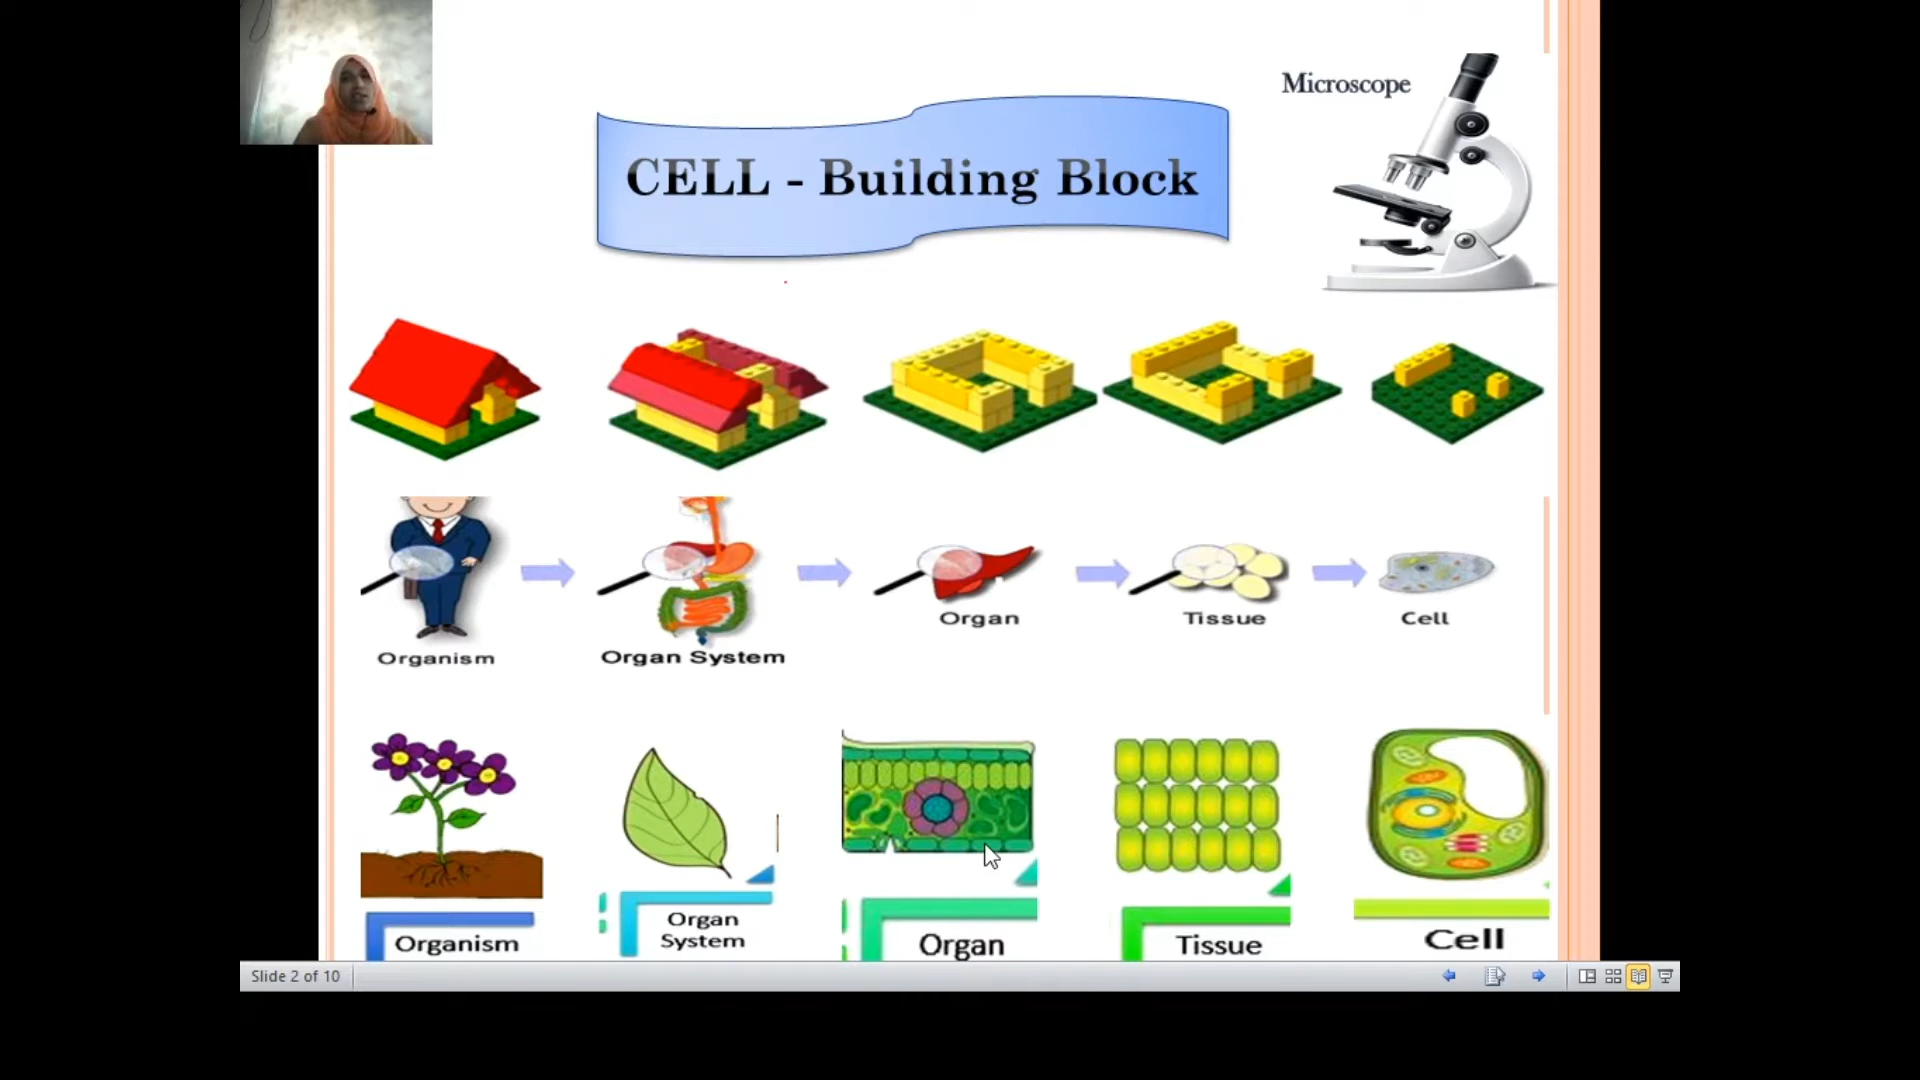 Microscope
CELL - Building Block
Organism
Organ System
Organ
Tissue
Cell
Organism
Organ
System
Organ
Tissue
Cell
Slide 2 of 10